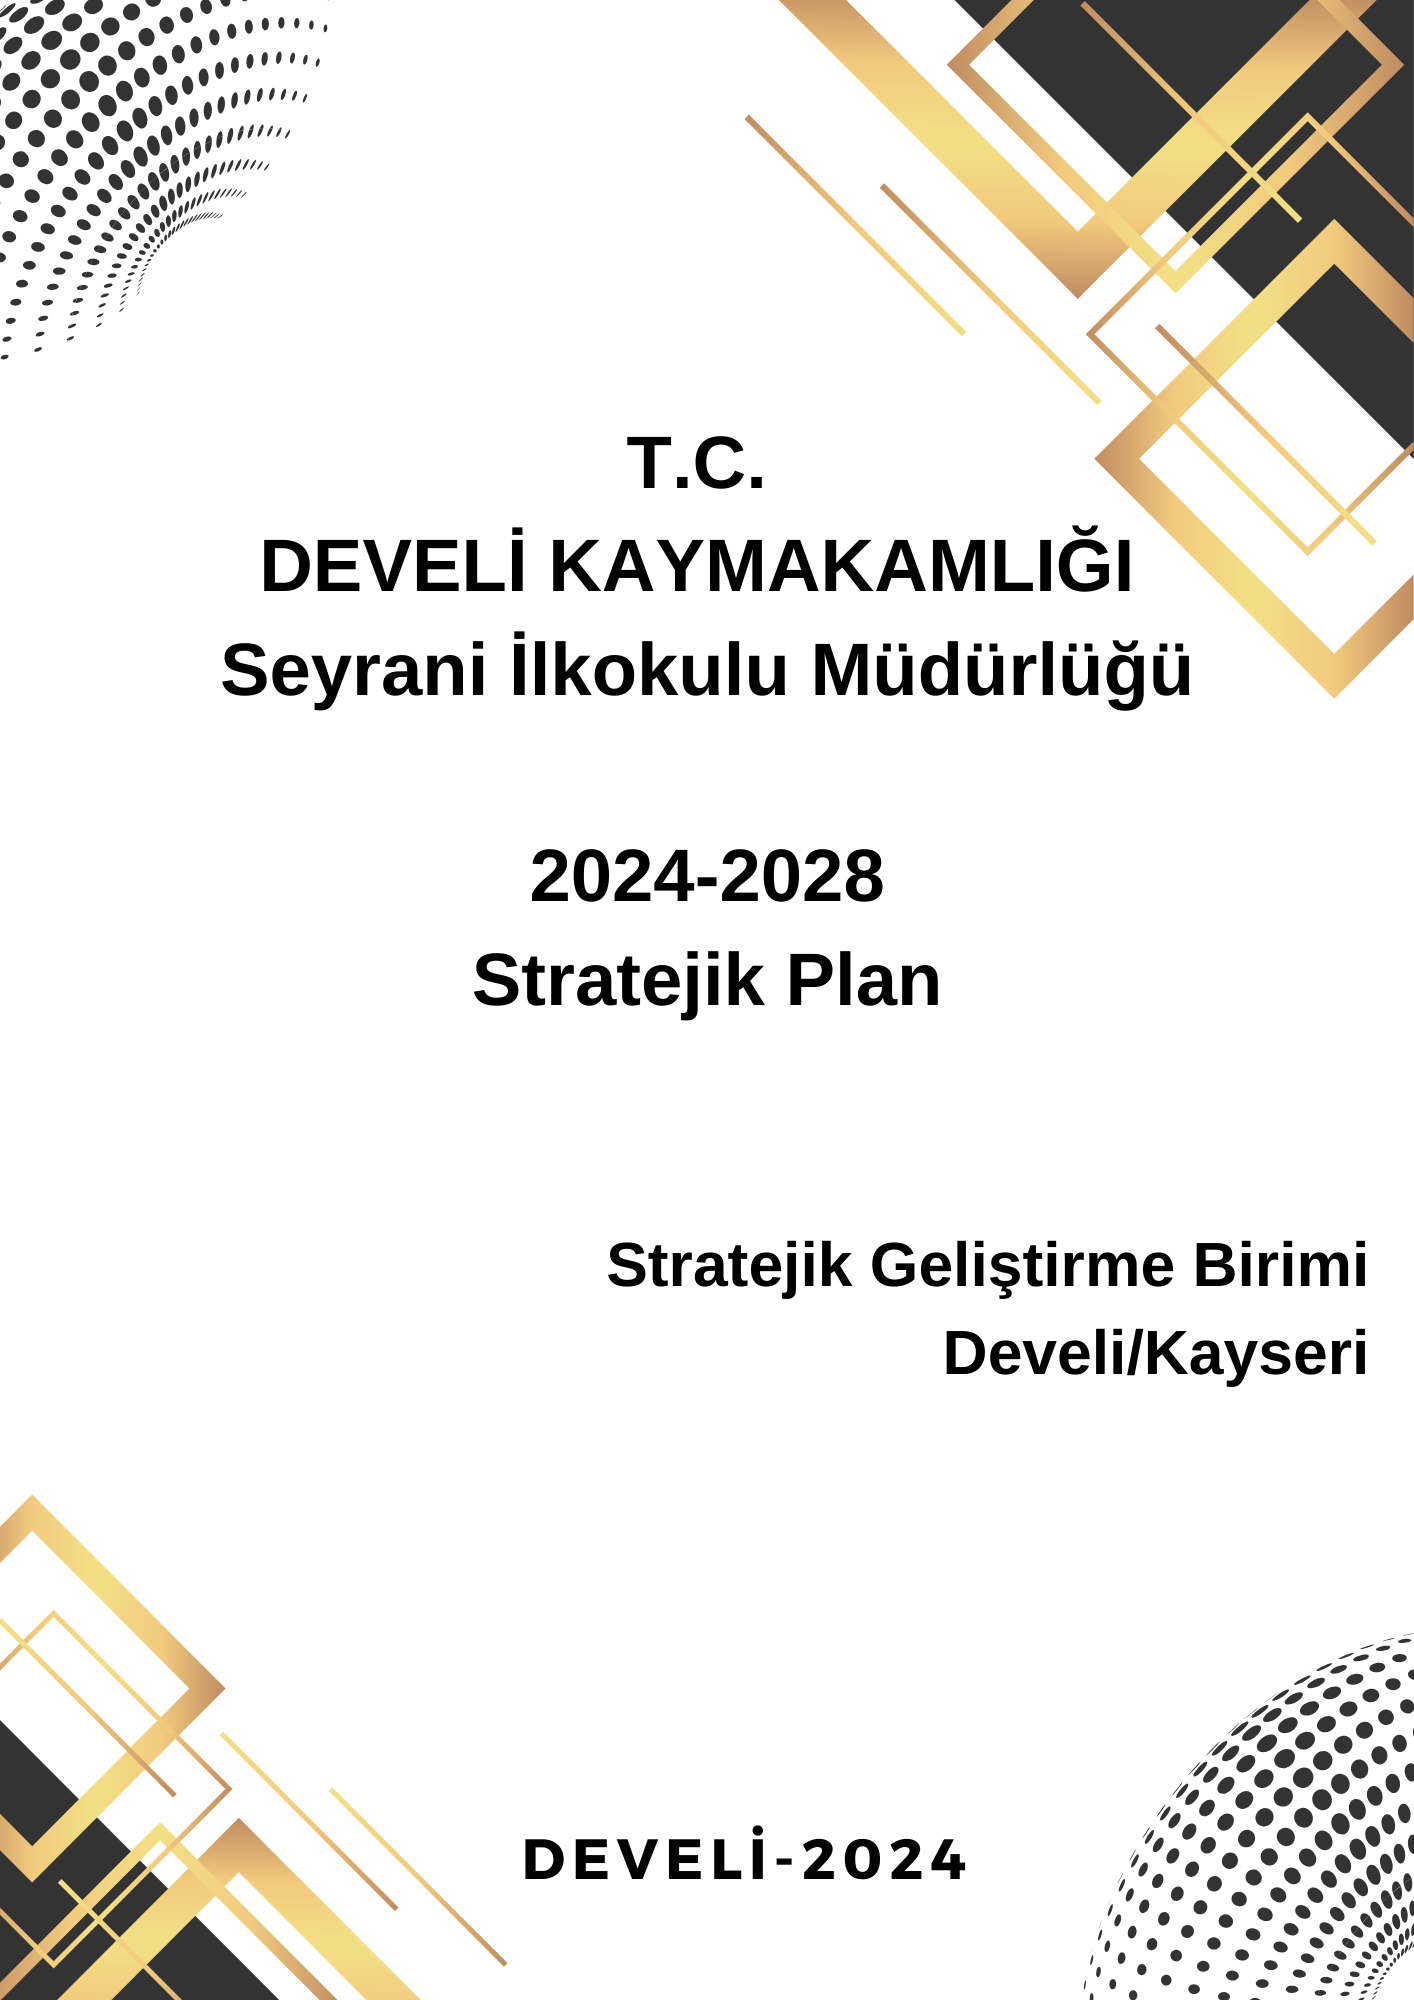 T.C.
DEVELİ KAYMAKAMLIĞI
Seyrani İlkokulu Müdürlüğü
2024-2028
Stratejik Plan
Stratejik Geliştirme Birimi
Develi/Kayseri
DEVELİ-2024